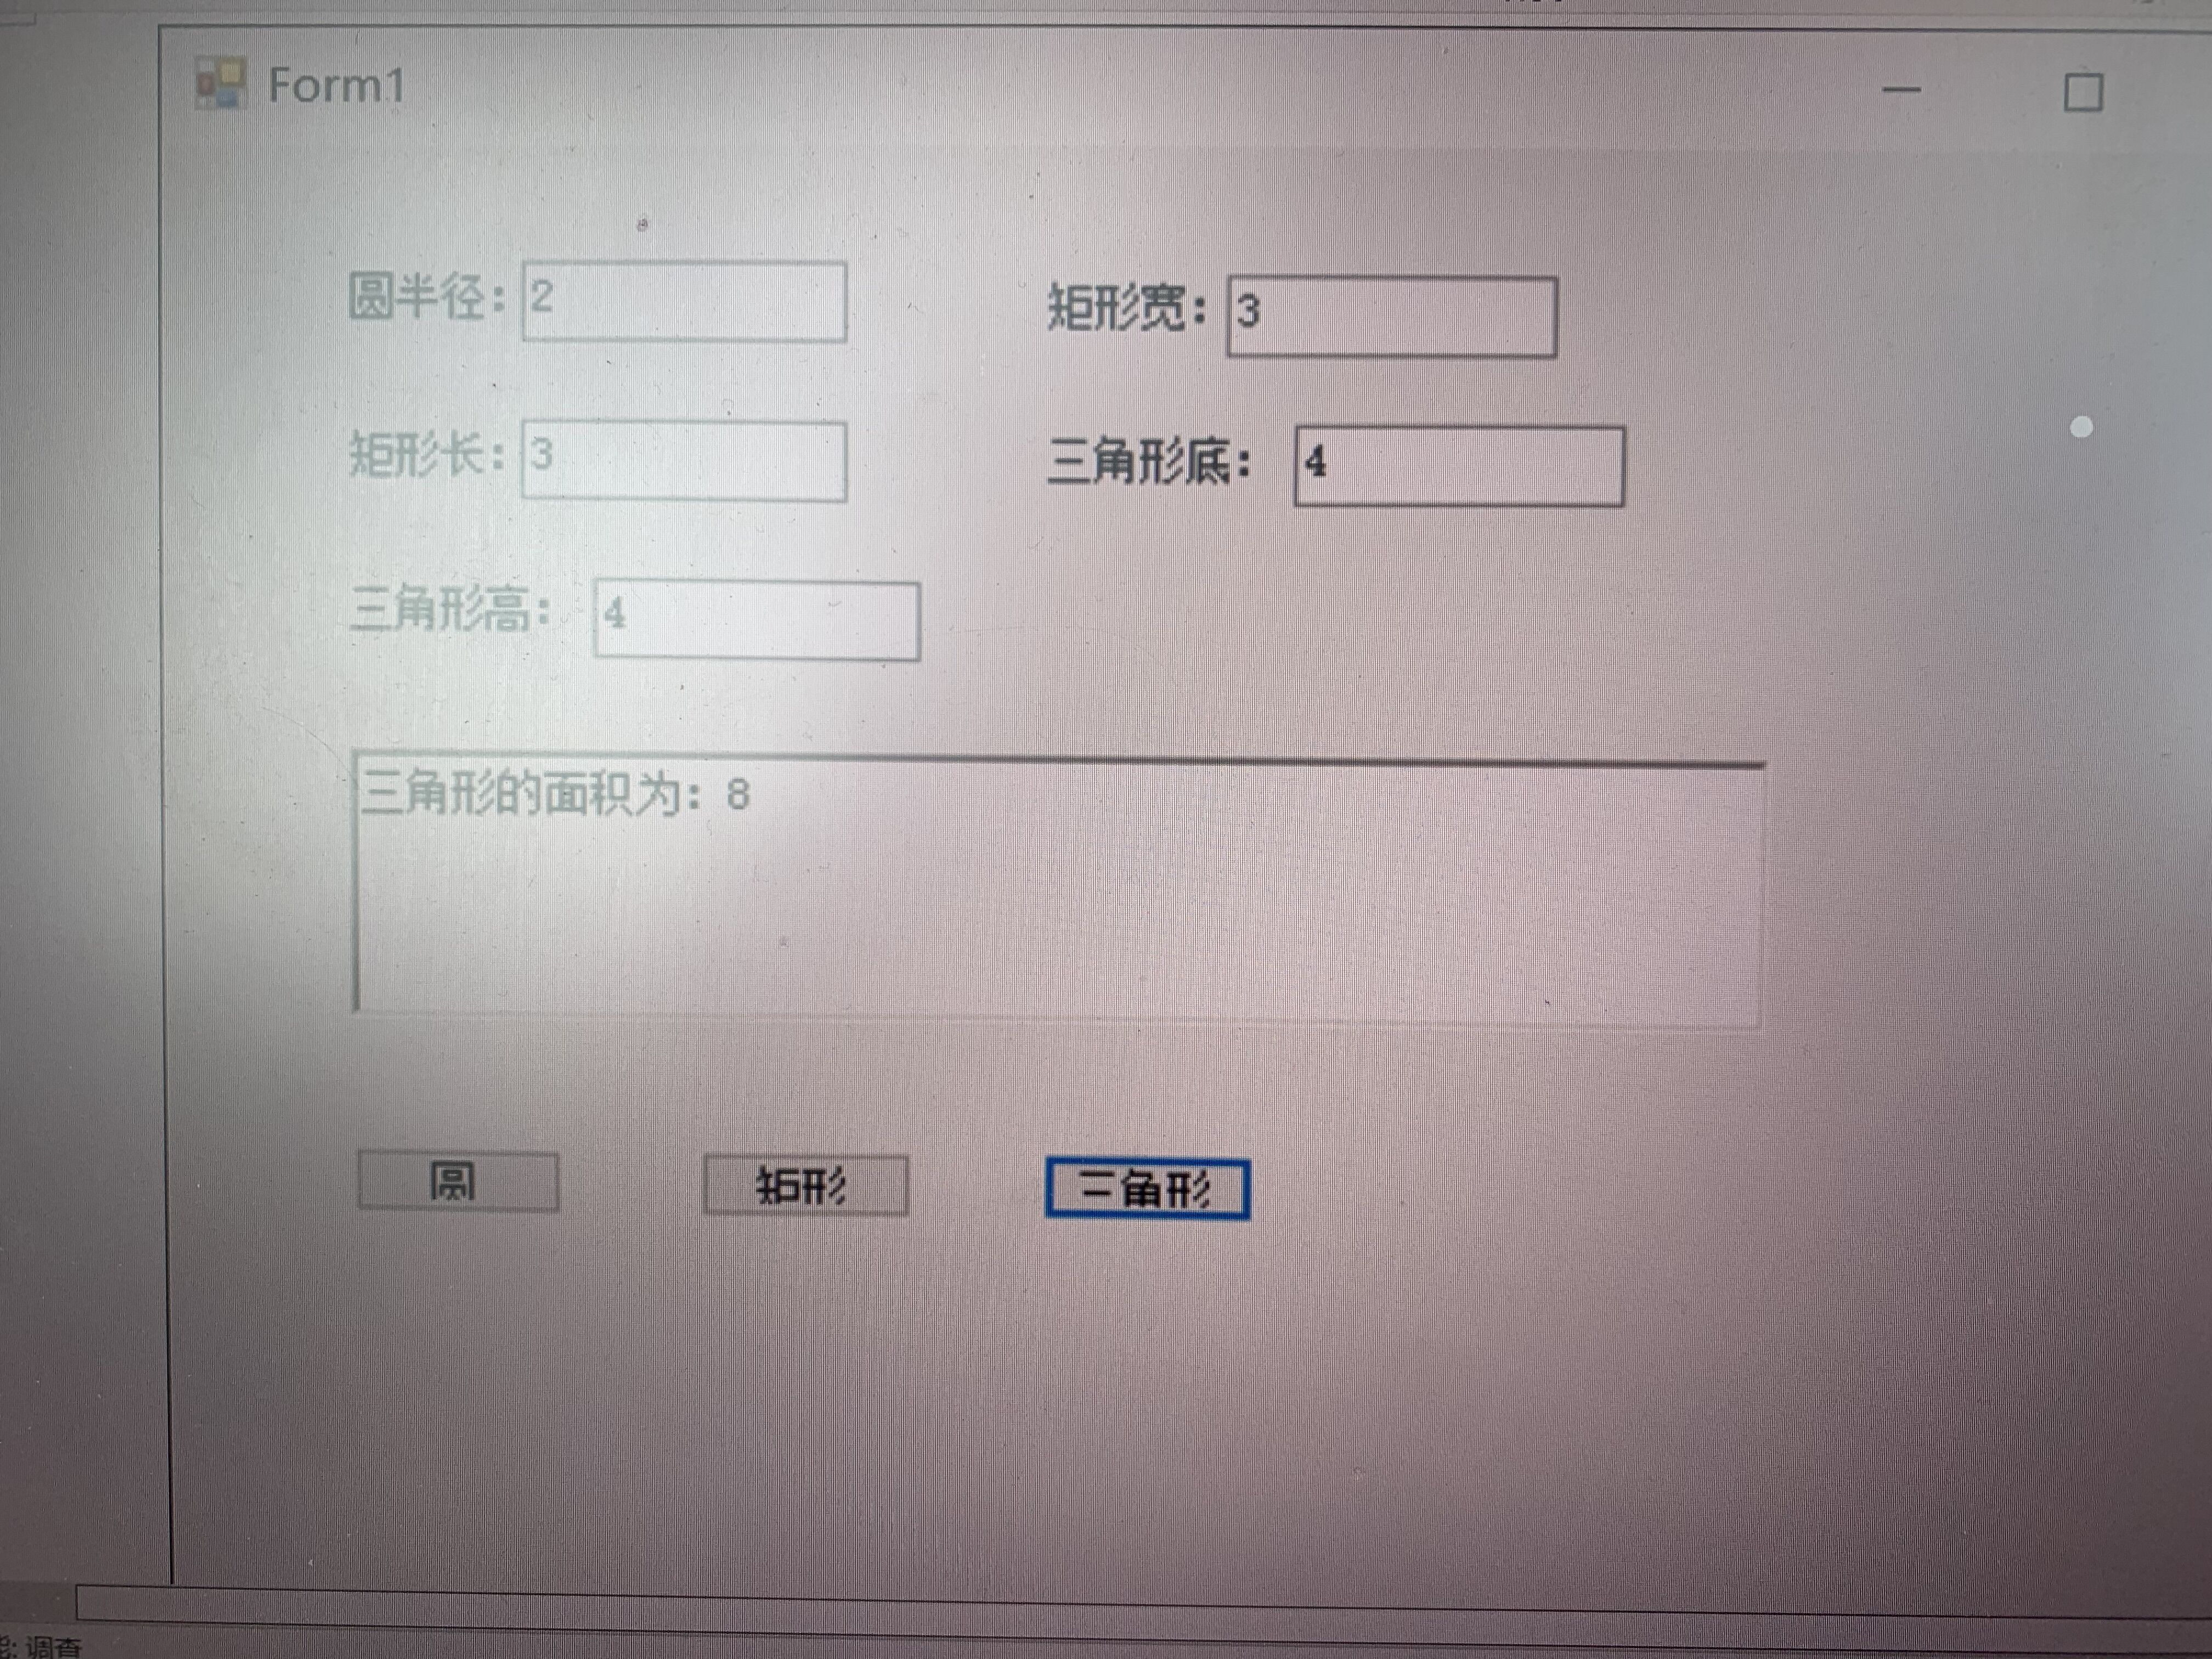 Form1
圆半径：2
矩形宽：3
矩形长：3
三角形底：4
三角形高：4
三角形的面积为：8
圆
矩形
三角形
: 调查